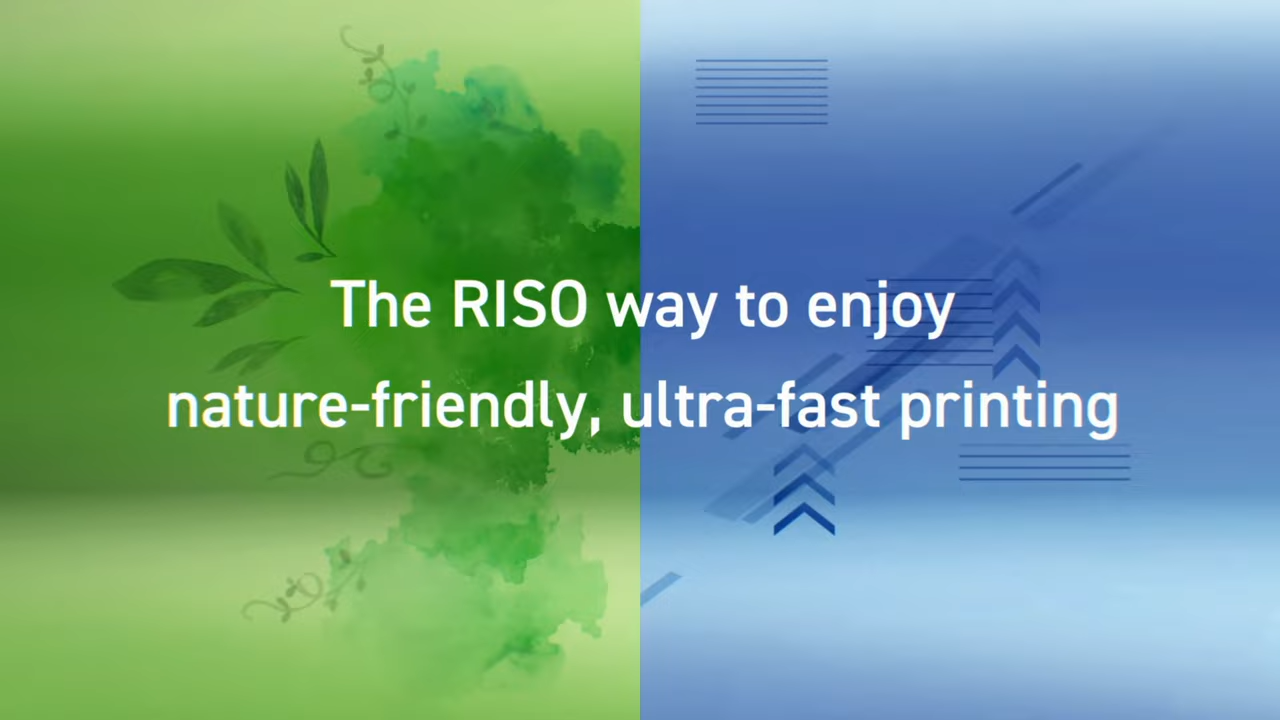 The RISO way to enjoy
nature-friendly, ultra-fast printing